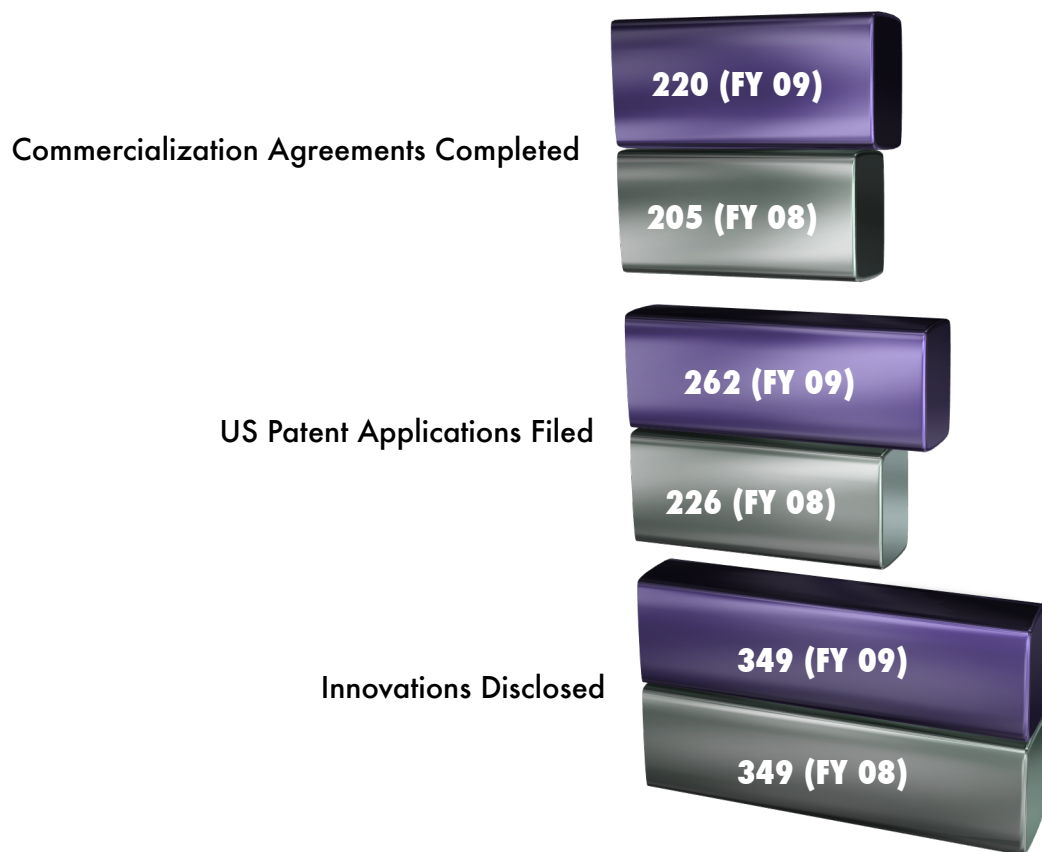 220 (FY 09)
Commercialization Agreements Completed
205 (FY 08)
262 (FY 09)
US Patent Applications Filed
226 (FY 08)
349 (FY 09)
Innovations Disclosed
349 (FY 08)